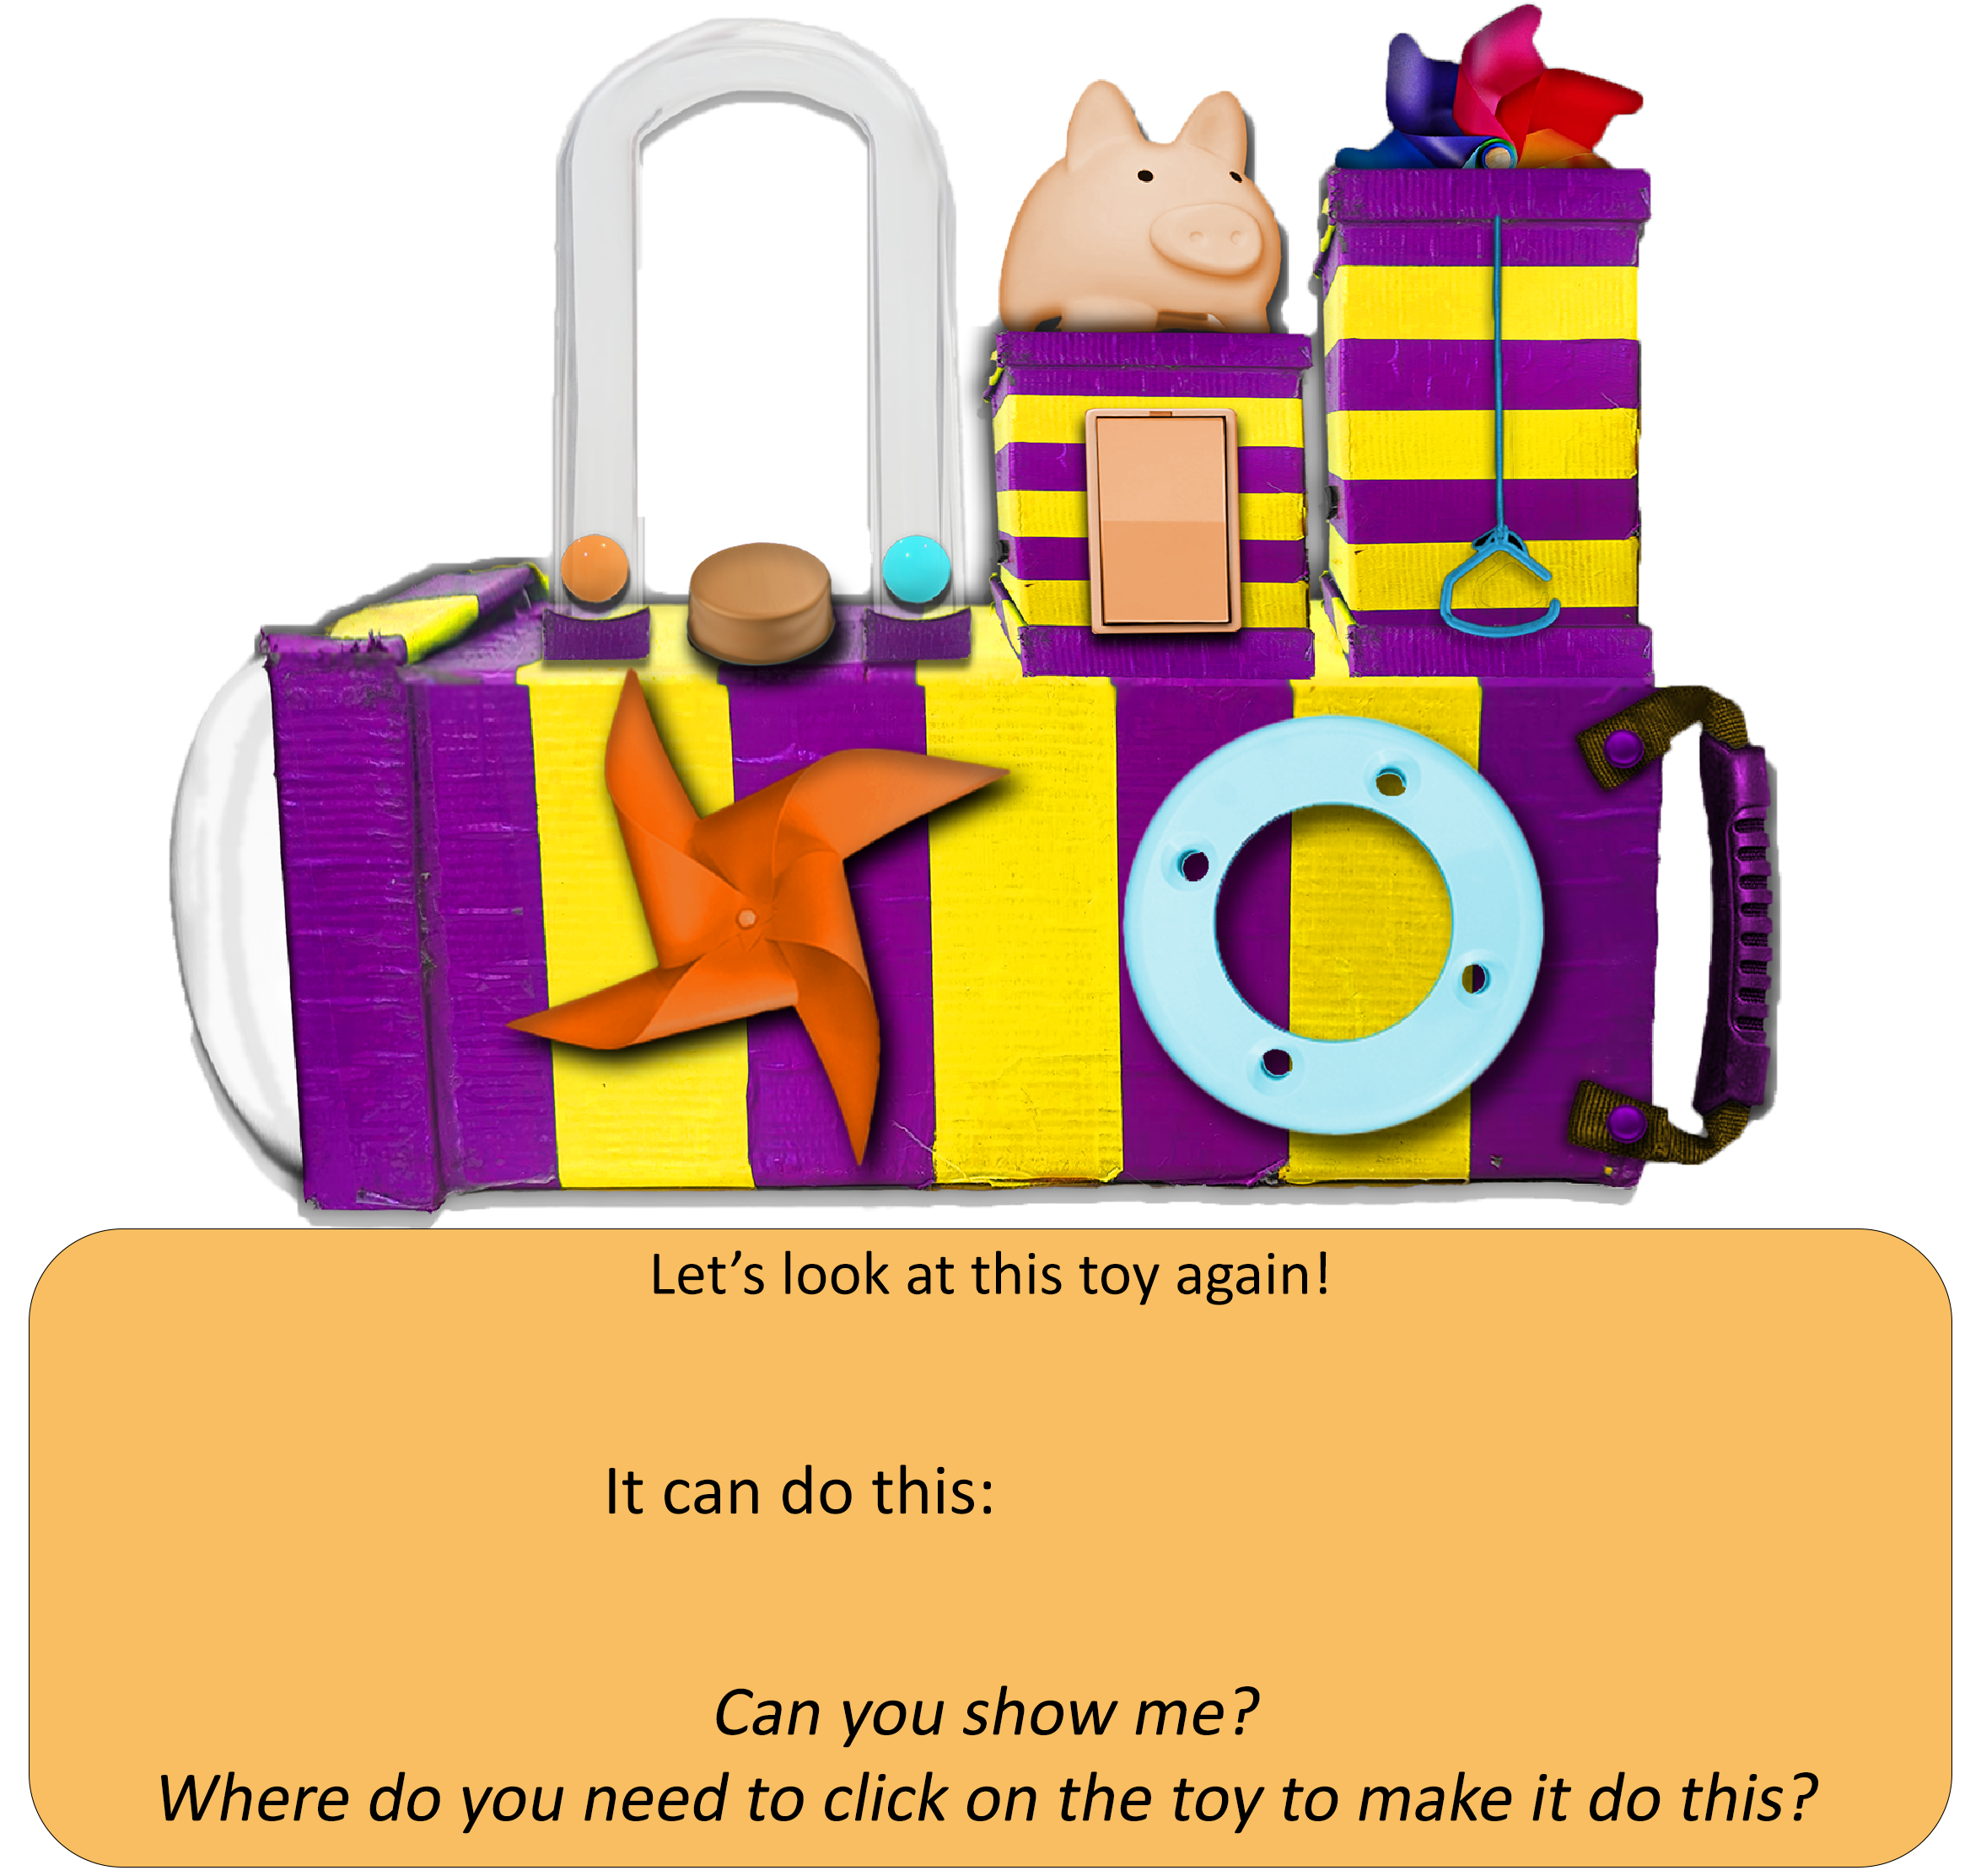 Let’s look at this toy again!
It can do this:
Can you show me?
Where do you need to click on the toy to make it do this?